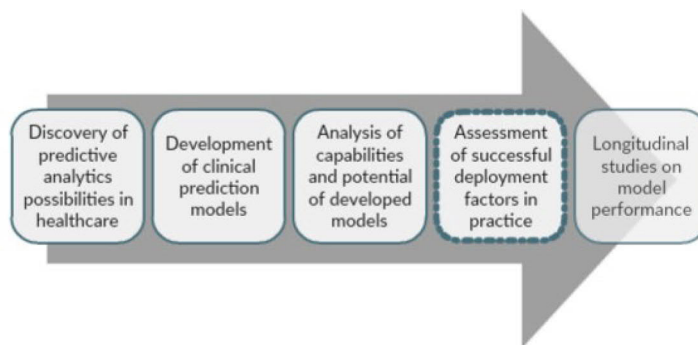 Discovery of
predictive
analytics
possibilities in
healthcare
Development
of clinical
prediction
models
Analysis of
capabilities
and potential
of developed
models
Assessment
of successful
deployment
factors in
practice
Longitudinal
studies on
model
performance